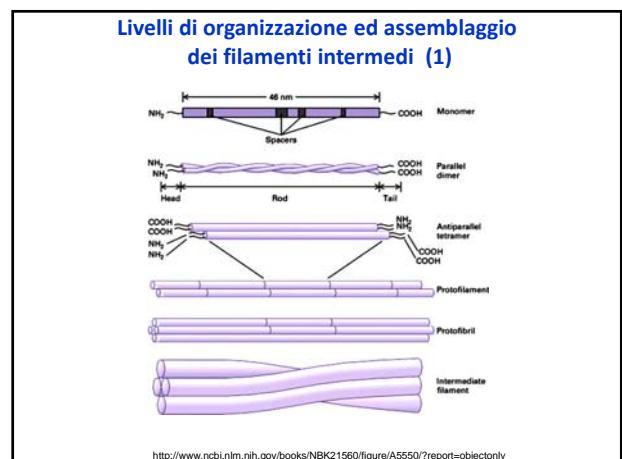 Livelli di organizzazione ed assemblaggio
dei filamenti intermedi (1)
46 nm
NH₂
COOH
Monomer
Spacers
NH₂
NH₂
COOH
COOH
Parallel
dimer
Head
Rod
Tail
COOH
COOH
NH₂
NH₂
NH₂
NH₂
COOH
COOH
Antiparallel
tetramer
Protofilament
Protofibril
Intermediate
filament
http://www.ncbi.nlm.nih.gov/books/NBK21560/figure/A5550/?report=objectonly